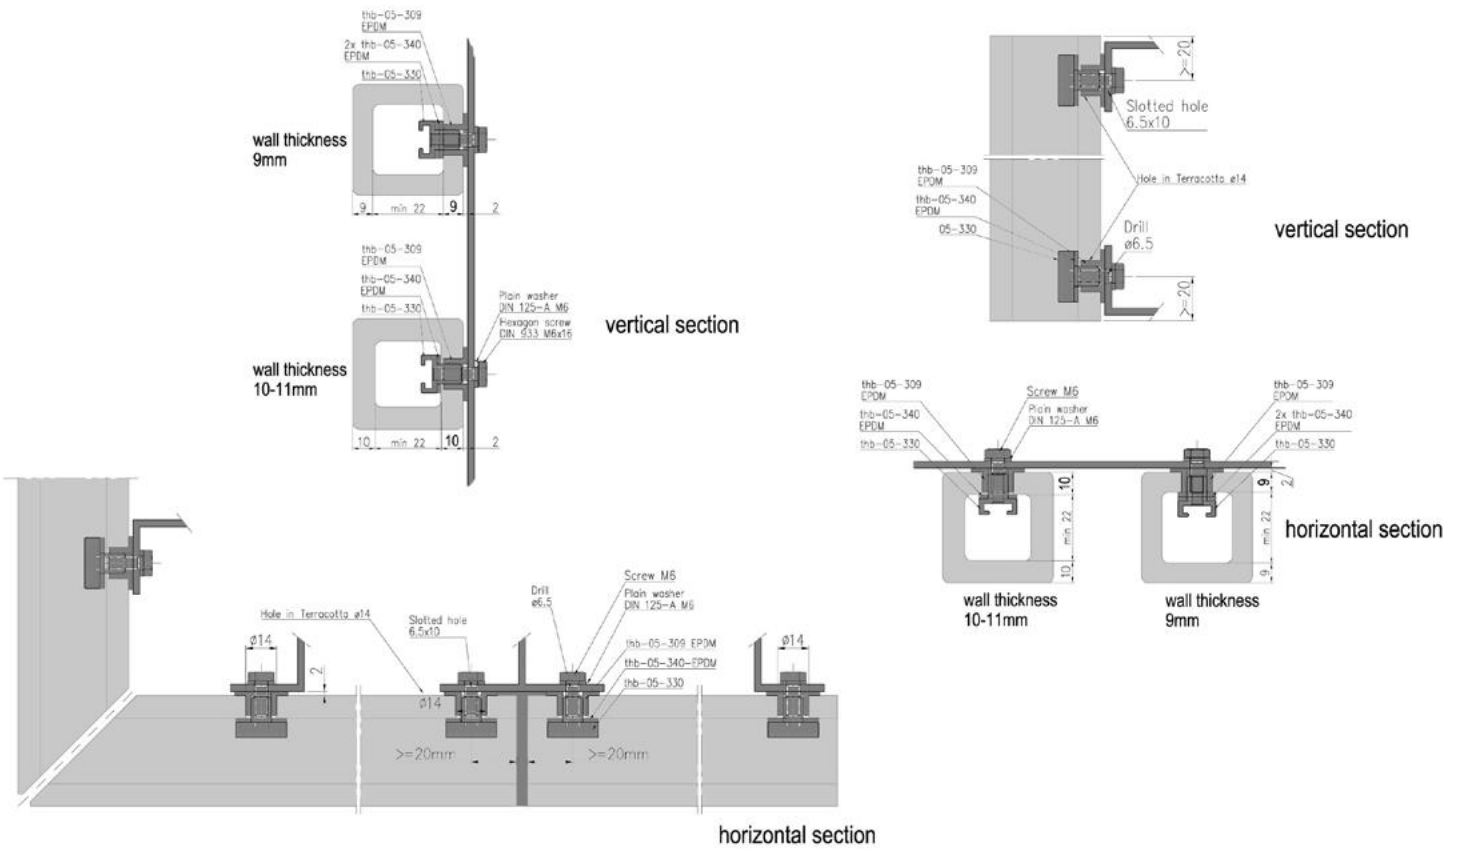 thb-05-309
EPDM
2x thb-05-340
EPDM
thb-05-330
wall thickness
9mm
9
min 22
9
2
thb-05-309
EPDM
thb-05-340
EPDM
thb-05-330
Plain washer
DIN 125-A M6
Hexagon screw
DIN 933 M6x16
wall thickness
10-11mm
10
min 22
10
2
vertical section
>=20
Slotted hole
6.5x10
thb-05-309
EPDM
thb-05-340
EPDM
05-330
Hole in Terracotta ø14
Drill
ø6.5
>=20
vertical section
thb-05-309
EPDM
thb-05-340
EPDM
thb-05-330
Screw M6
Plain washer
DIN 125-A M6
thb-05-309
EPDM
2x thb-05-340
EPDM
thb-05-330
10
min 22
10
9
2
min 22
9
horizontal section
wall thickness
10-11mm
wall thickness
9mm
Hole in Terracotta ø14
Ø14
2
Slotted hole
6.5x10
Drill
ø6.5
Screw M6
Plain washer
DIN 125-A M6
thb-05-309 EPDM
thb-05-340-EPDM
thb-05-330
Ø14
Ø14
>=20mm
>=20mm
horizontal section